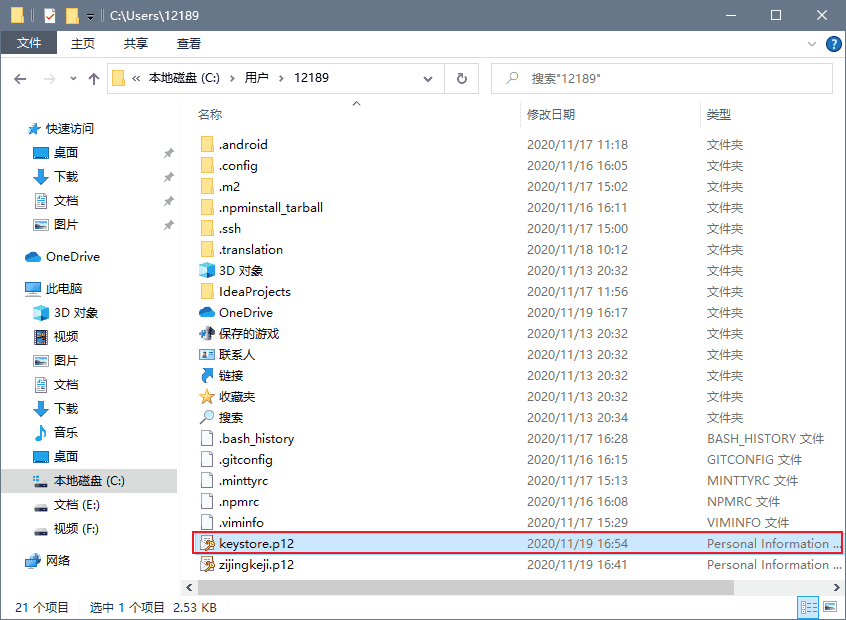 C:\Users\12189
文件 主页 共享 查看
« 本地磁盘 (C:) › 用户 › 12189 搜索"12189"
名称 修改日期 类型
快速访问
桌面
下载
文档
图片
OneDrive
此电脑
3D 对象
视频
图片
文档
下载
音乐
桌面
本地磁盘 (C:)
文档 (E:)
视频 (F:)
网络
.android 2020/11/17 11:18 文件夹
.config 2020/11/16 16:05 文件夹
.m2 2020/11/17 15:02 文件夹
.npminstall_tarball 2020/11/16 16:11 文件夹
.ssh 2020/11/17 15:00 文件夹
.translation 2020/11/18 10:12 文件夹
3D 对象 2020/11/13 20:32 文件夹
IdeaProjects 2020/11/17 11:56 文件夹
OneDrive 2020/11/19 16:17 文件夹
保存的游戏 2020/11/13 20:32 文件夹
联系人 2020/11/13 20:32 文件夹
链接 2020/11/13 20:32 文件夹
收藏夹 2020/11/13 20:32 文件夹
搜索 2020/11/13 20:34 文件夹
.bash_history 2020/11/17 16:28 BASH_HISTORY 文件
.gitconfig 2020/11/16 16:15 GITCONFIG 文件
.minttyrc 2020/11/17 15:13 MINTTYRC 文件
.npmrc 2020/11/16 16:08 NPMRC 文件
.viminfo 2020/11/17 15:29 VIMINFO 文件
keystore.p12 2020/11/19 16:54 Personal Information ...
zijingkeji.p12 2020/11/19 16:41 Personal Information ...
21 个项目 选中 1 个项目 2.53 KB